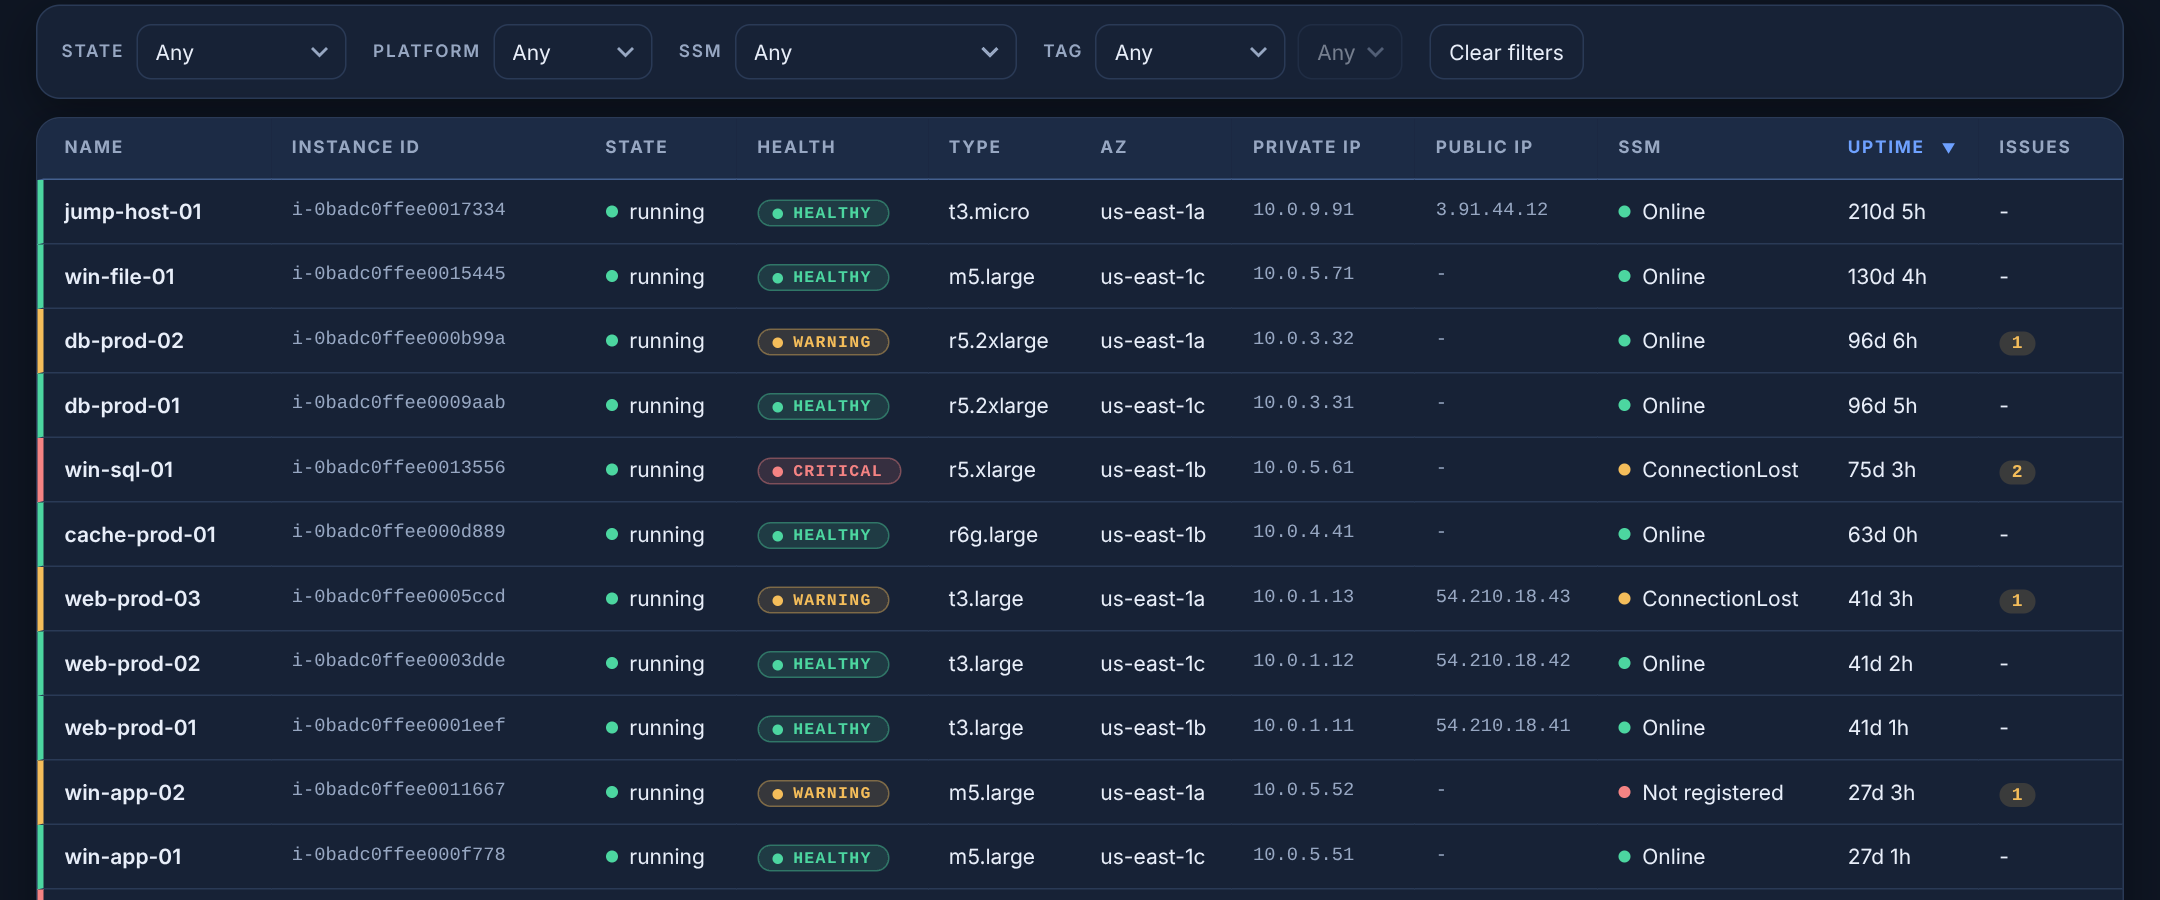 STATE Any PLATFORM Any SSM Any TAG Any Any Clear filters
NAME INSTANCE ID STATE HEALTH TYPE AZ PRIVATE IP PUBLIC IP SSM UPTIME ▼ ISSUES
jump-host-01 i-0badc0ffee0017334 running HEALTHY t3.micro us-east-1a 10.0.9.91 3.91.44.12 Online 210d 5h -
win-file-01 i-0badc0ffee0015445 running HEALTHY m5.large us-east-1c 10.0.5.71 - Online 130d 4h -
db-prod-02 i-0badc0ffee000b99a running WARNING r5.2xlarge us-east-1a 10.0.3.32 - Online 96d 6h 1
db-prod-01 i-0badc0ffee0009aab running HEALTHY r5.2xlarge us-east-1c 10.0.3.31 - Online 96d 5h -
win-sql-01 i-0badc0ffee0013556 running CRITICAL r5.xlarge us-east-1b 10.0.5.61 - ConnectionLost 75d 3h 2
cache-prod-01 i-0badc0ffee000d889 running HEALTHY r6g.large us-east-1b 10.0.4.41 - Online 63d 0h -
web-prod-03 i-0badc0ffee0005ccd running WARNING t3.large us-east-1a 10.0.1.13 54.210.18.43 ConnectionLost 41d 3h 1
web-prod-02 i-0badc0ffee0003dde running HEALTHY t3.large us-east-1c 10.0.1.12 54.210.18.42 Online 41d 2h -
web-prod-01 i-0badc0ffee0001eef running HEALTHY t3.large us-east-1b 10.0.1.11 54.210.18.41 Online 41d 1h -
win-app-02 i-0badc0ffee0011667 running WARNING m5.large us-east-1a 10.0.5.52 - Not registered 27d 3h 1
win-app-01 i-0badc0ffee000f778 running HEALTHY m5.large us-east-1c 10.0.5.51 - Online 27d 1h -